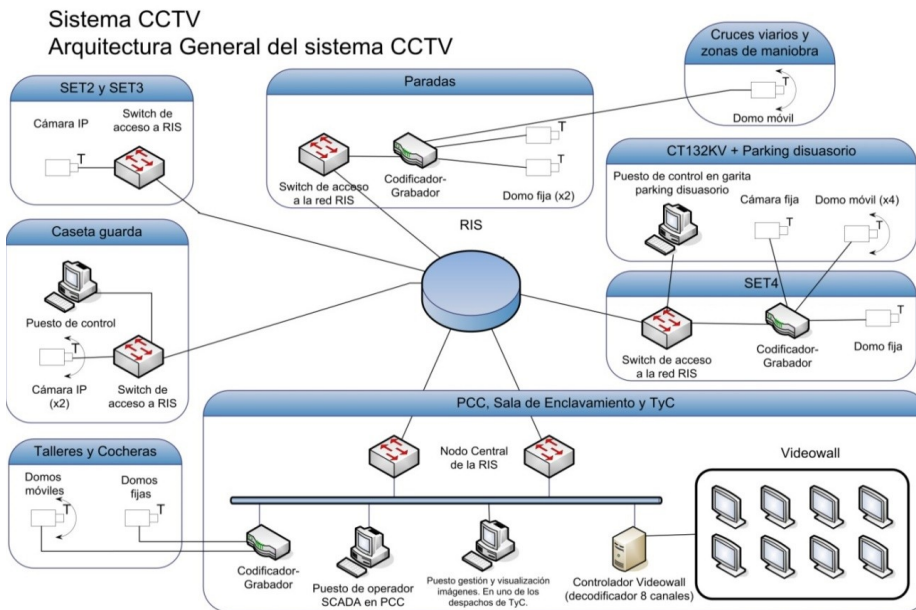 Sistema CCTV
Arquitectura General del sistema CCTV
SET2 y SET3
Cámara IP
Switch de
acceso a RIS
T
Paradas
Switch de acceso
a la red RIS
Codificador-
Grabador
T
T
Domo fija (x2)
Cruces viarios y
zonas de maniobra
T
Domo móvil
CT132KV + Parking disuasorio
Puesto de control en garita
parking disuasorio
Cámara fija
T
Domo móvil (x4)
T
RIS
Caseta guarda
Puesto de control
T
Cámara IP
(x2)
Switch de
acceso a RIS
SET4
Switch de acceso
a la red RIS
Codificador-
Grabador
T
Domo fija
PCC, Sala de Enclavamiento y TyC
Nodo Central
de la RIS
Videowall
Talleres y Cocheras
Domos
móviles
T
Domos
fijas
T
Codificador-
Grabador
Puesto de operador
SCADA en PCC
Puesto gestión y visualización
imágenes. En uno de los
despachos de TyC.
Controlador Videowall
(decodificador 8 canales)